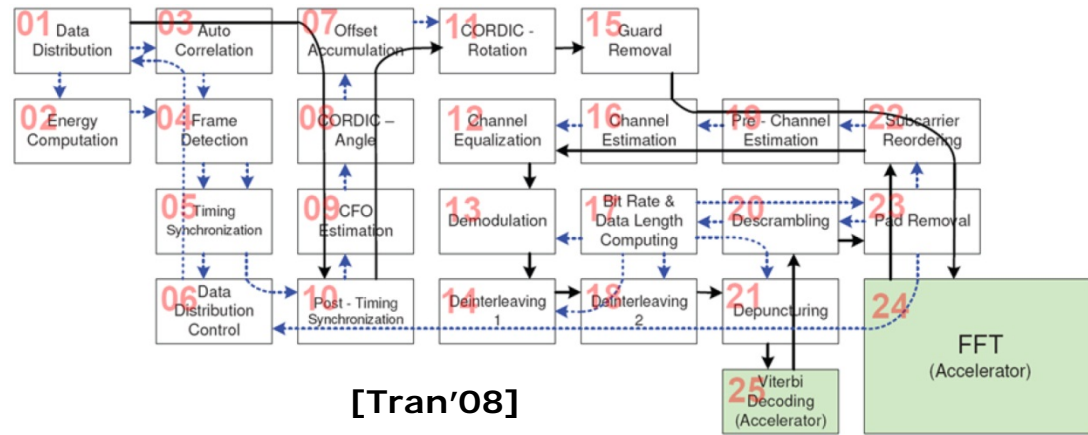 01 Data
Distribution
03 Auto
Correlation
07 Offset
Accumulation
11 CORDIC -
Rotation
15 Guard
Removal
02 Energy
Computation
04 Frame
Detection
08 CORDIC –
Angle
12 Channel
Equalization
16 Channel
Estimation
19 Pre - Channel
Estimation
22 Subcarrier
Reordering
05 Timing
Synchronization
09 CFO
Estimation
13 Demodulation
17 Bit Rate &
Data Length
Computing
20 Descrambling
23 Pad Removal
06 Data
Distribution
Control
10 Post - Timing
Synchronization
14 Deinterleaving
1
18 Deinterleaving
2
21 Depuncturing
24 FFT
(Accelerator)
25 Viterbi
Decoding
(Accelerator)
[Tran'08]